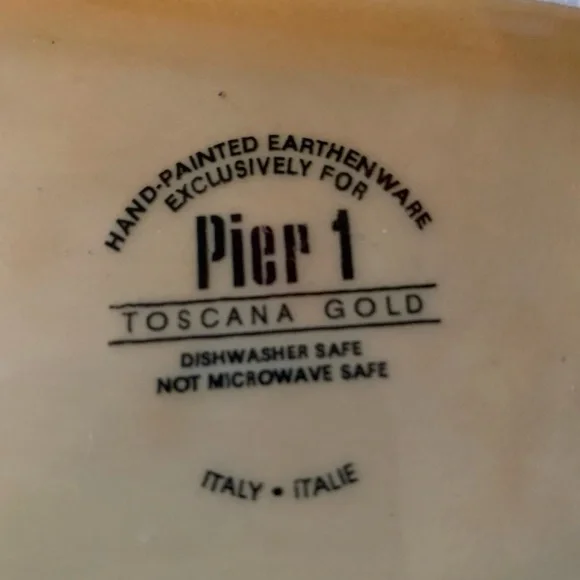 HAND-PAINTED EARTHENWARE
EXCLUSIVELY FOR
Pier 1
TOSCANA GOLD
DISHWASHER SAFE
NOT MICROWAVE SAFE
ITALY • ITALIE